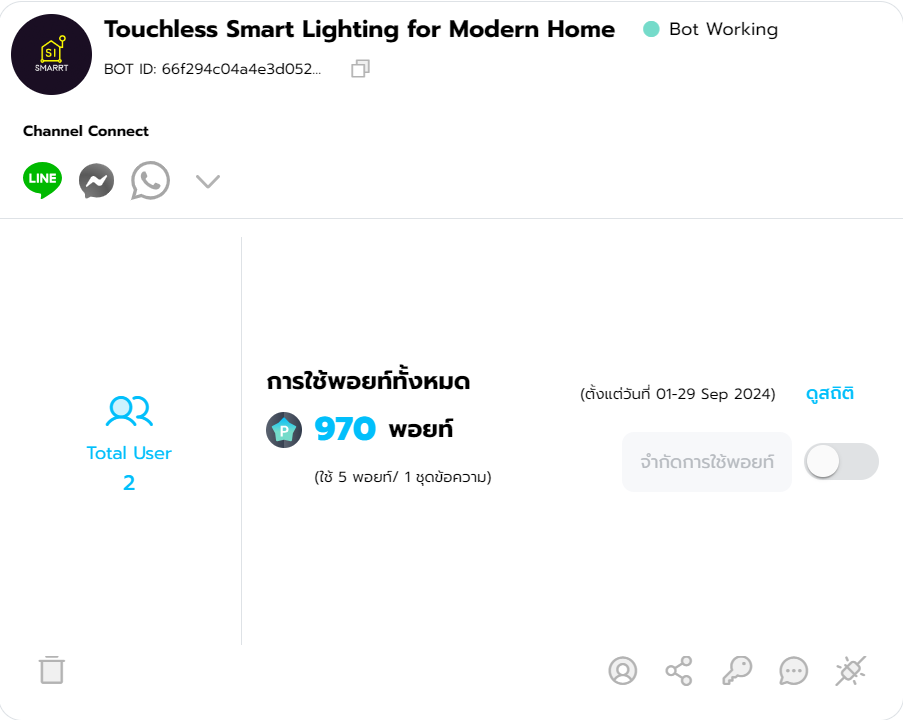 Touchless Smart Lighting for Modern Home
Bot Working
SI
SMARRT
BOT ID: 66f294c04a4e3d052...
Channel Connect
LINE
การใช้พอยท์ทั้งหมด
(ตั้งแต่วันที่ 01-29 Sep 2024)
ดูสถิติ
P
970 พอยท์
จำกัดการใช้พอยท์
(ใช้ 5 พอยท์/ 1 ชุดข้อความ)
Total User
2